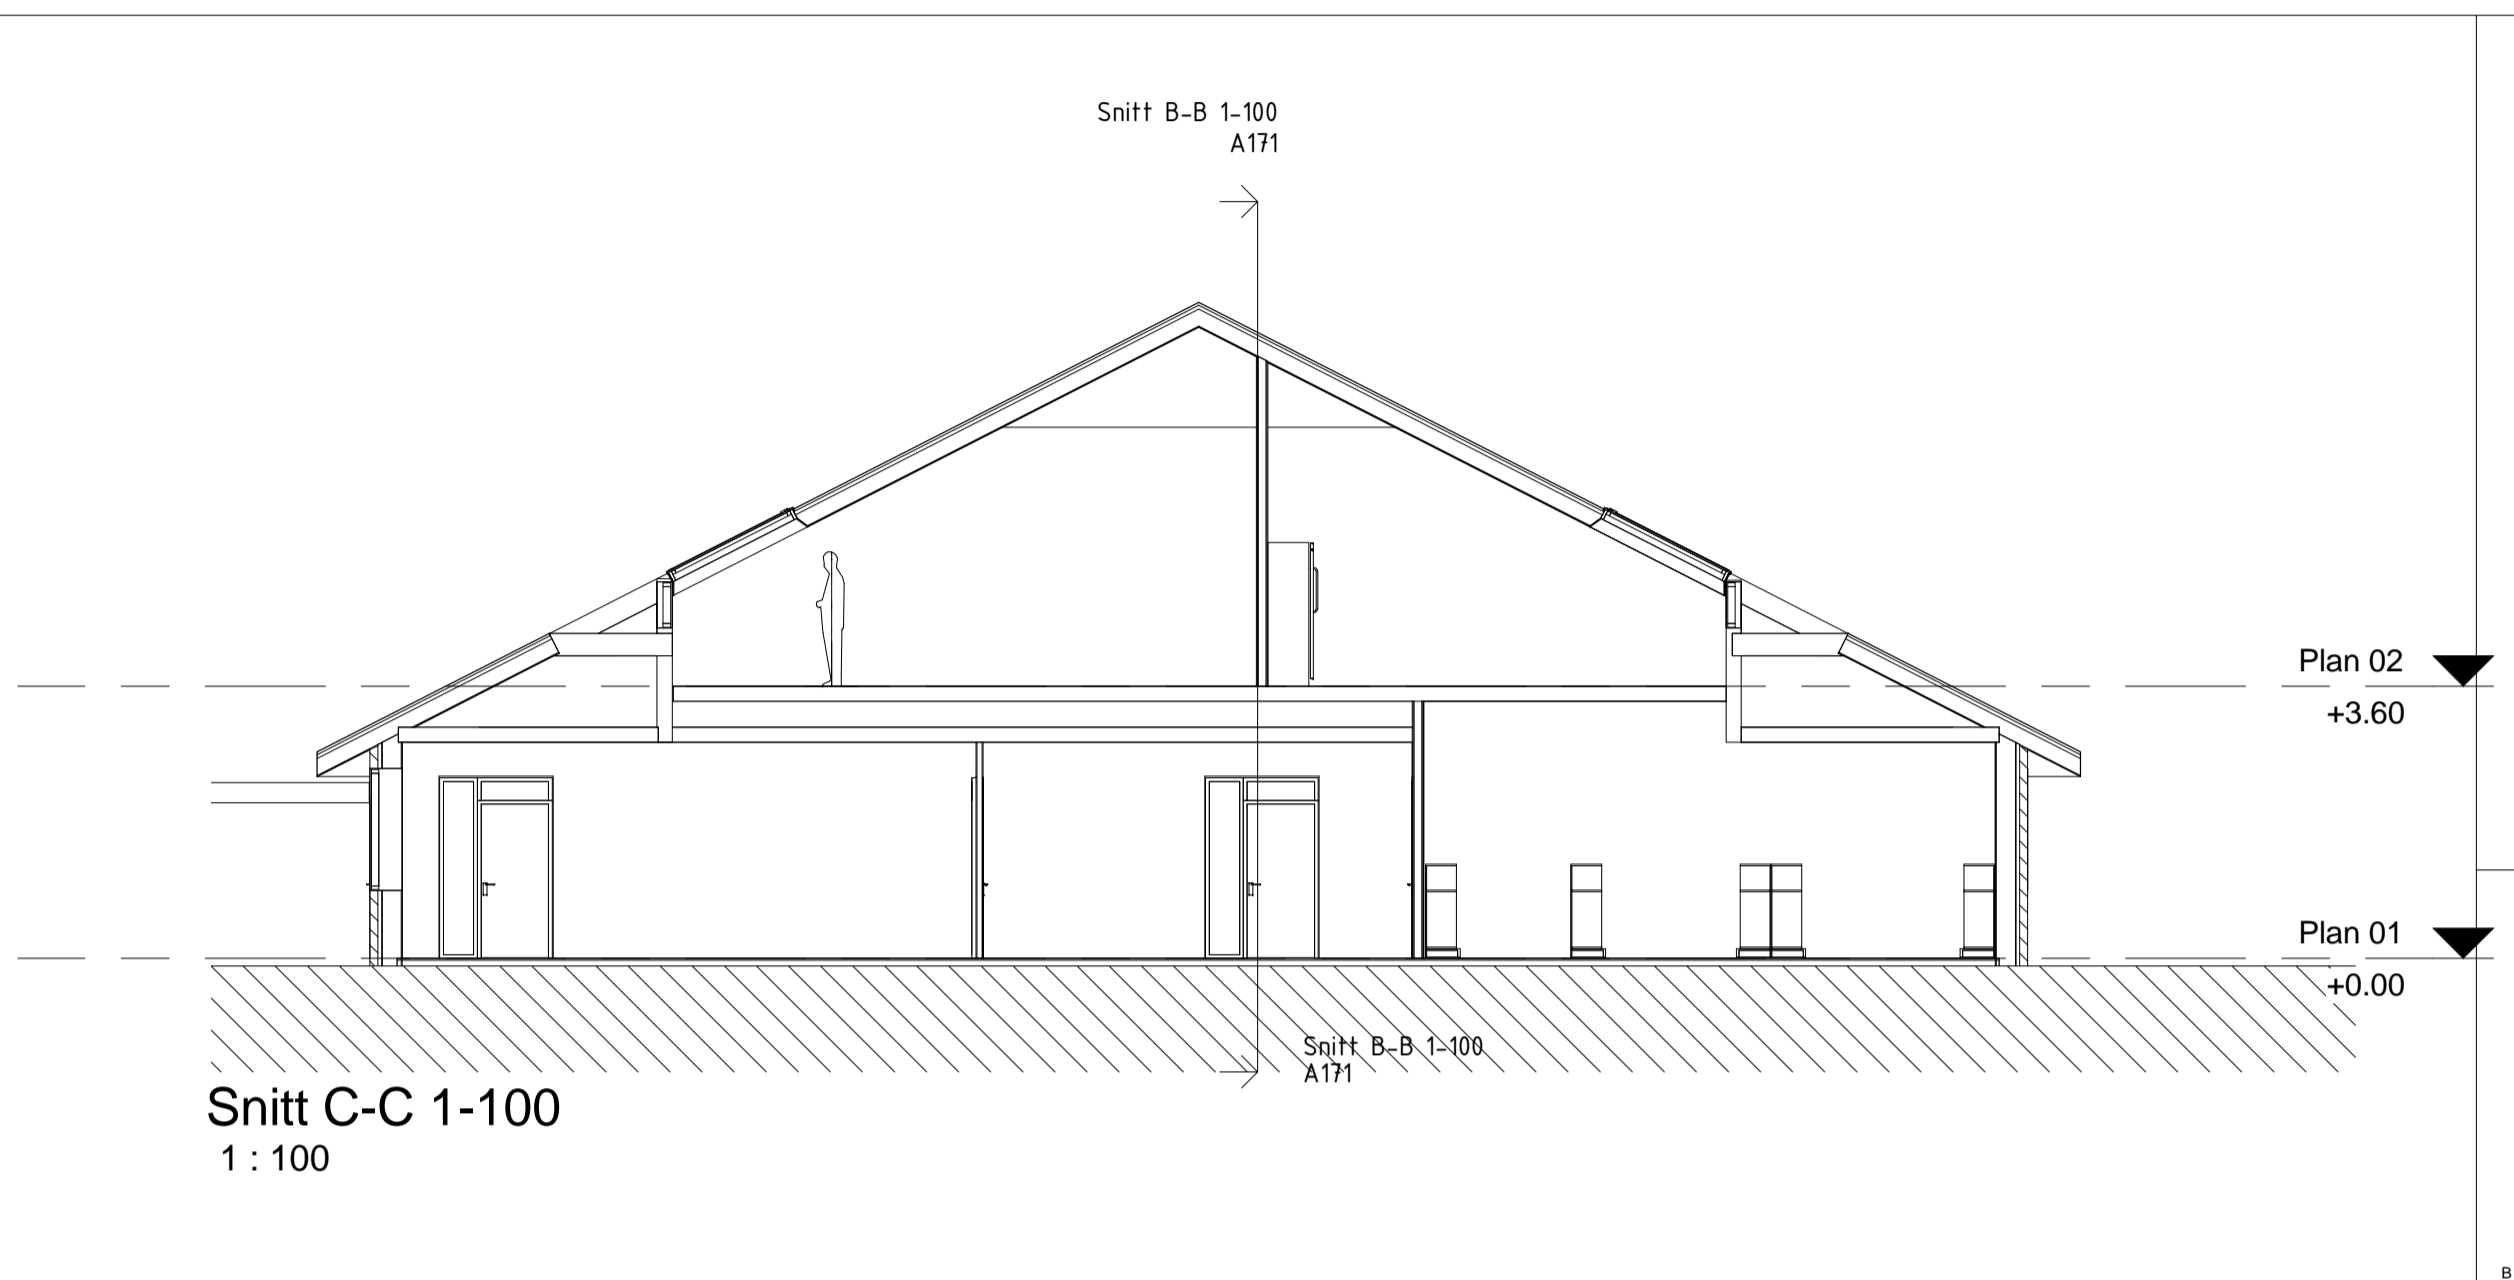 Snitt B-B 1-100
A171
Plan 02
+3.60
Plan 01
+0.00
Snitt B-B 1-100
A171
Snitt C-C 1-100
1 : 100
B